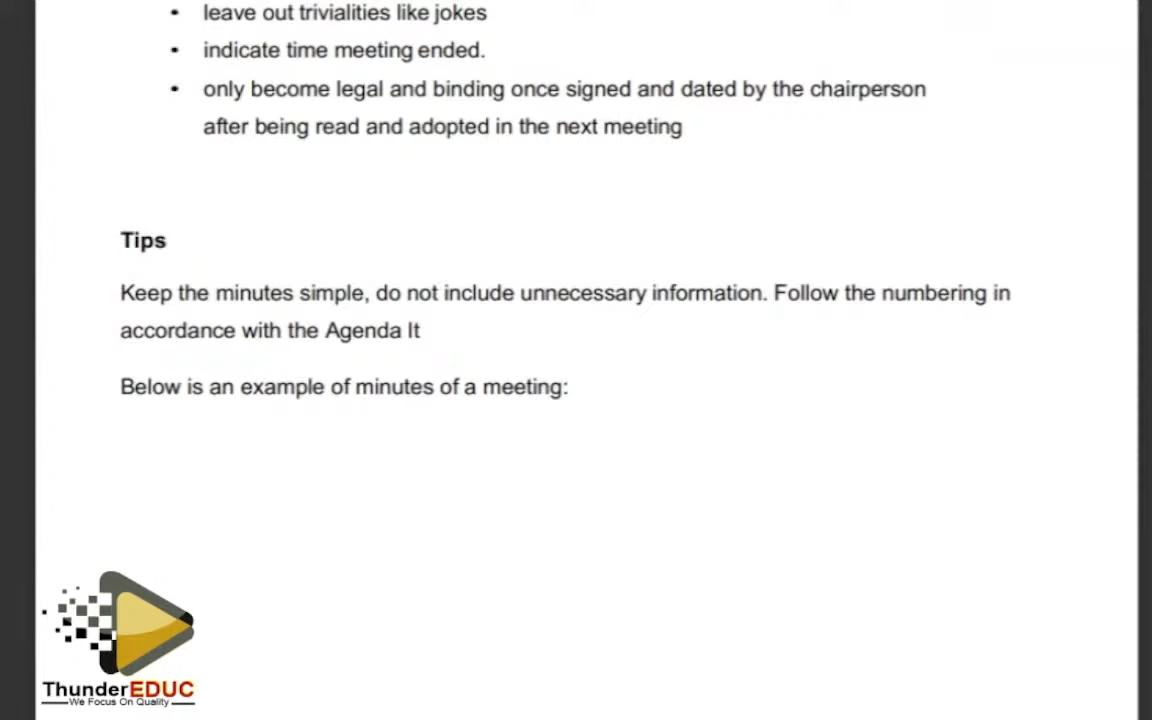 • leave out trivialities like jokes
• indicate time meeting ended.
• only become legal and binding once signed and dated by the chairperson
after being read and adopted in the next meeting
Tips
Keep the minutes simple, do not include unnecessary information. Follow the numbering in
accordance with the Agenda It
Below is an example of minutes of a meeting:
ThunderEDUC
We Focus On Quality